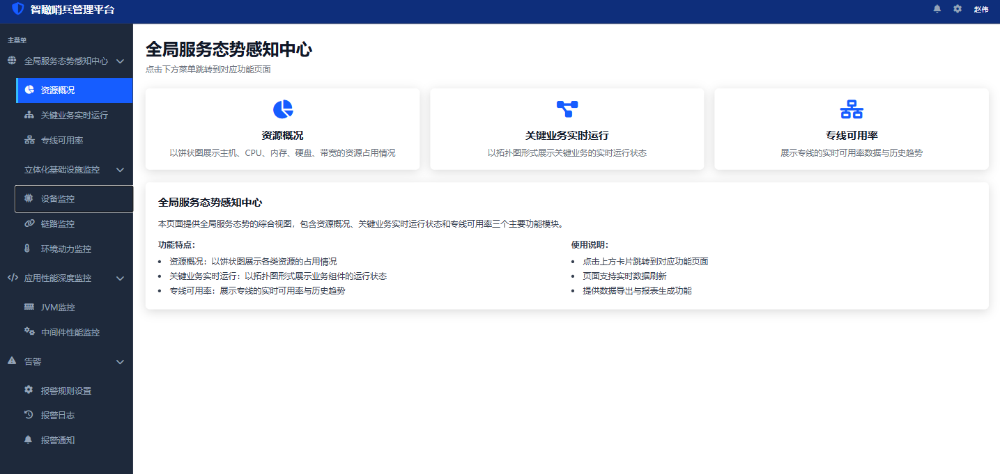 智瞰哨兵管理平台
赵伟
主菜单
全局服务态势感知中心
资源概况
关键业务实时运行
专线可用率
立体化基础设施监控
设备监控
链路监控
环境动力监控
应用性能深度监控
JVM监控
中间件性能监控
告警
报警规则设置
报警日志
报警通知
全局服务态势感知中心
点击下方菜单跳转到对应功能页面
资源概况
以饼状图展示主机、CPU、内存、硬盘、带宽的资源占用情况
关键业务实时运行
以拓扑图形式展示关键业务的实时运行状态
专线可用率
展示专线的实时可用率数据与历史趋势
全局服务态势感知中心
本页面提供全局服务态势的综合视图，包含资源概况、关键业务实时运行状态和专线可用率三个主要功能模块。
功能特点：
• 资源概况：以饼状图展示各类资源的占用情况
• 关键业务实时运行：以拓扑图形式展示业务组件的运行状态
• 专线可用率：展示专线的实时可用率与历史趋势
使用说明：
• 点击上方卡片跳转到对应功能页面
• 页面支持实时数据刷新
• 提供数据导出与报表生成功能